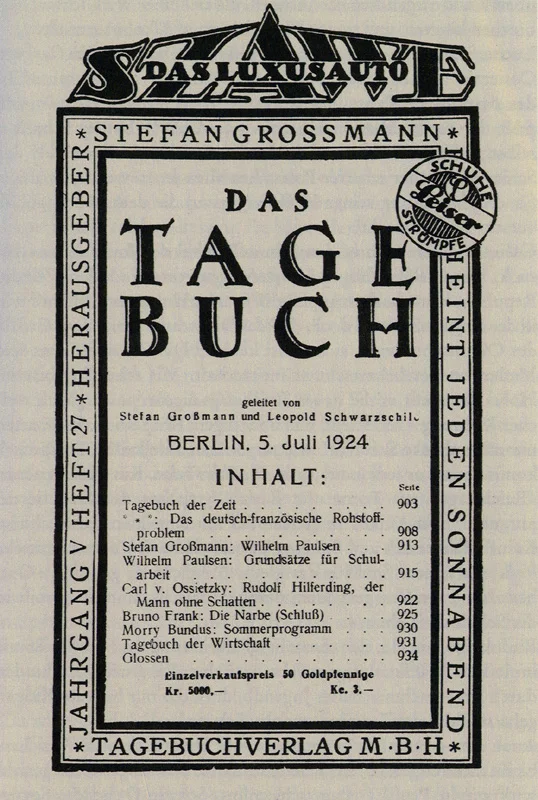 STAWE
DAS LUXUSAUTO
* STEFAN GROSSMANN *
SCHUHE
Leiser
STRÜMPFE
JAHRGANG V HEFT 27 * HERAUSGEBER
HEINT JEDEN SONNABEND
DAS
TAGE
BUCH
geleitet von
Stefan Großmann und Leopold Schwarzschil.
BERLIN, 5. Juli 1924
INHALT:
Seite
Tagebuch der Zeit . . . . . . . . 903
* * *: Das deutsch-französische Rohstoff-
problem . . . . . . . . 908
Stefan Großmann: Wilhelm Paulsen . . . 913
Wilhelm Paulsen: Grundsätze für Schul-
arbeit . . . . . . . . 915
Carl v. Ossietzky: Rudolf Hilferding, der
Mann ohne Schatten . . . . . . . . 922
Bruno Frank: Die Narbe (Schluß) . . . . 925
Morry Bundus: Sommerprogramm . . . . 930
Tagebuch der Wirtschaft . . . . . . . 931
Glossen . . . . . . . . 934
Einzelverkaufspreis 50 Goldpfennige
Kr. 5000.— Kc. 3.—
* TAGEBUCHVERLAG M·B·H *